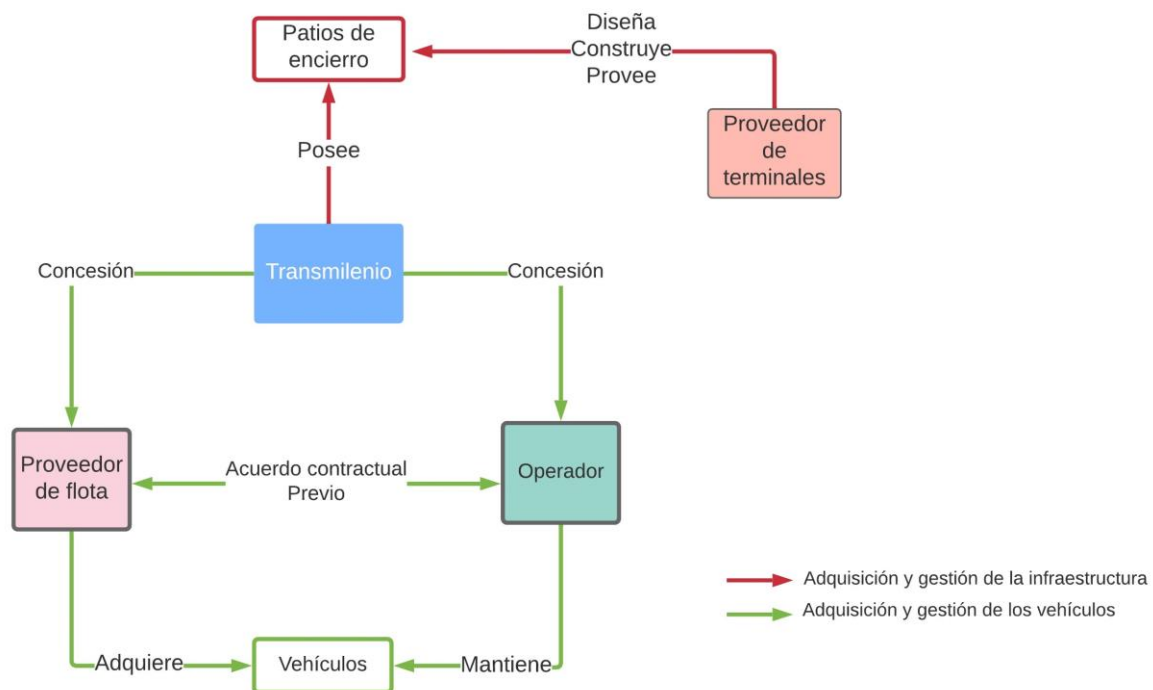 Patios de
encierro
Diseña
Construye
Provee
Proveedor
de
terminales
Posee
Transmilenio
Concesión
Concesión
Proveedor
de flota
Acuerdo contractual
Previo
Operador
Adquisición y gestión de la infraestructura
Adquisición y gestión de los vehículos
Adquiere
Vehículos
Mantiene